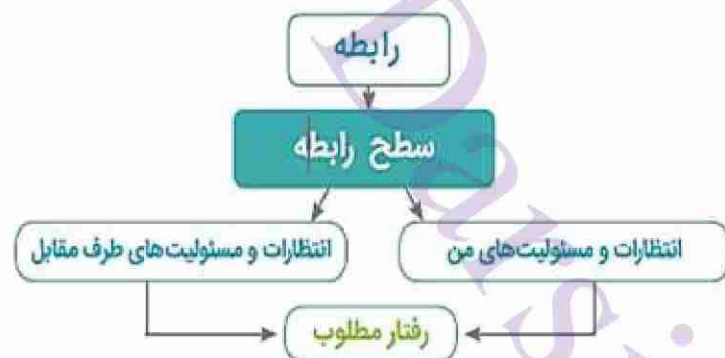 رابطه
سطح رابطه
انتظارات و مسئولیت‌های من
انتظارات و مسئولیت‌های طرف مقابل
رفتار مطلوب